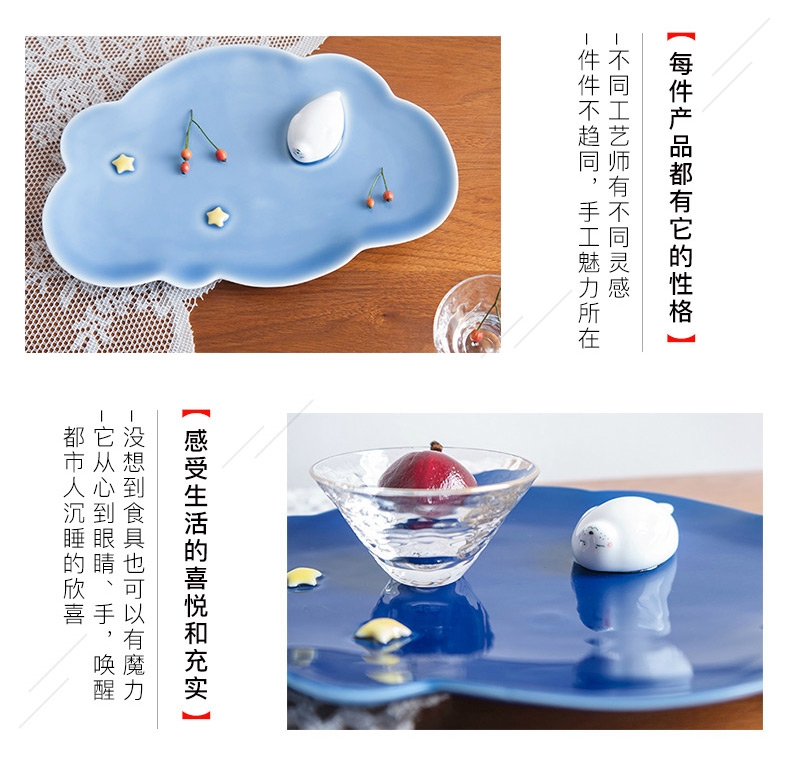 【每件产品都有它的性格】
-不同工艺师有不同灵感
-件件不趋同，手工魅力所在
【感受生活的喜悦和充实】
-没想到食具也可以有魔力
-它从心到眼睛、手，唤醒
都市人沉睡的欣喜